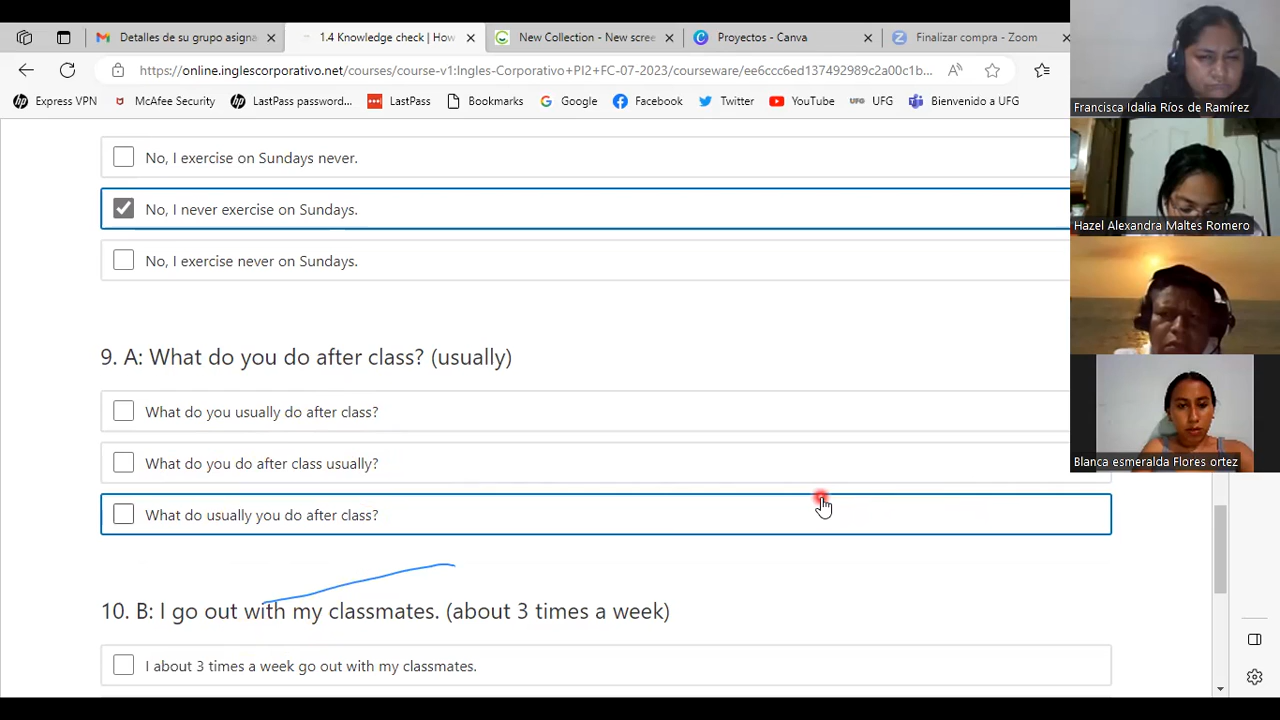 Detalles de su grupo asigna
1.4 Knowledge check | How
New Collection - New scree
Proyectos - Canva
Finalizar compra - Zoom
https://online.inglescorporativo.net/courses/course-v1:Ingles-Corporativo+PI2+FC-07-2023/courseware/ee6ccc6ed137492989c2a00c1b...
Express VPN
McAfee Security
LastPass password...
LastPass
Bookmarks
Google
Facebook
Twitter
YouTube
UFG
UFG
Bienvenido a UFG
Francisca Idalia Ríos de Ramírez
No, I exercise on Sundays never.
No, I never exercise on Sundays.
Hazel Alexandra Maltes Romero
No, I exercise never on Sundays.
9. A: What do you do after class? (usually)
What do you usually do after class?
What do you do after class usually?
Blanca esmeralda Flores ortez
What do usually you do after class?
10. B: I go out with my classmates. (about 3 times a week)
I about 3 times a week go out with my classmates.